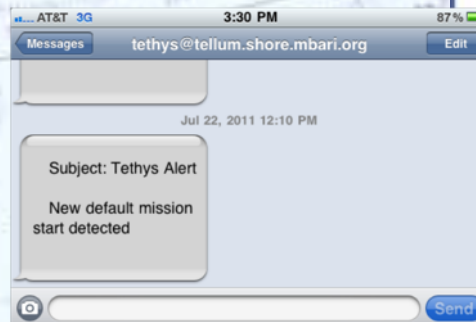 AT&T 3G 3:30 PM 87%
Messages tethys@tellum.shore.mbari.org Edit
Jul 22, 2011 12:10 PM
Subject: Tethys Alert
New default mission
start detected
Send